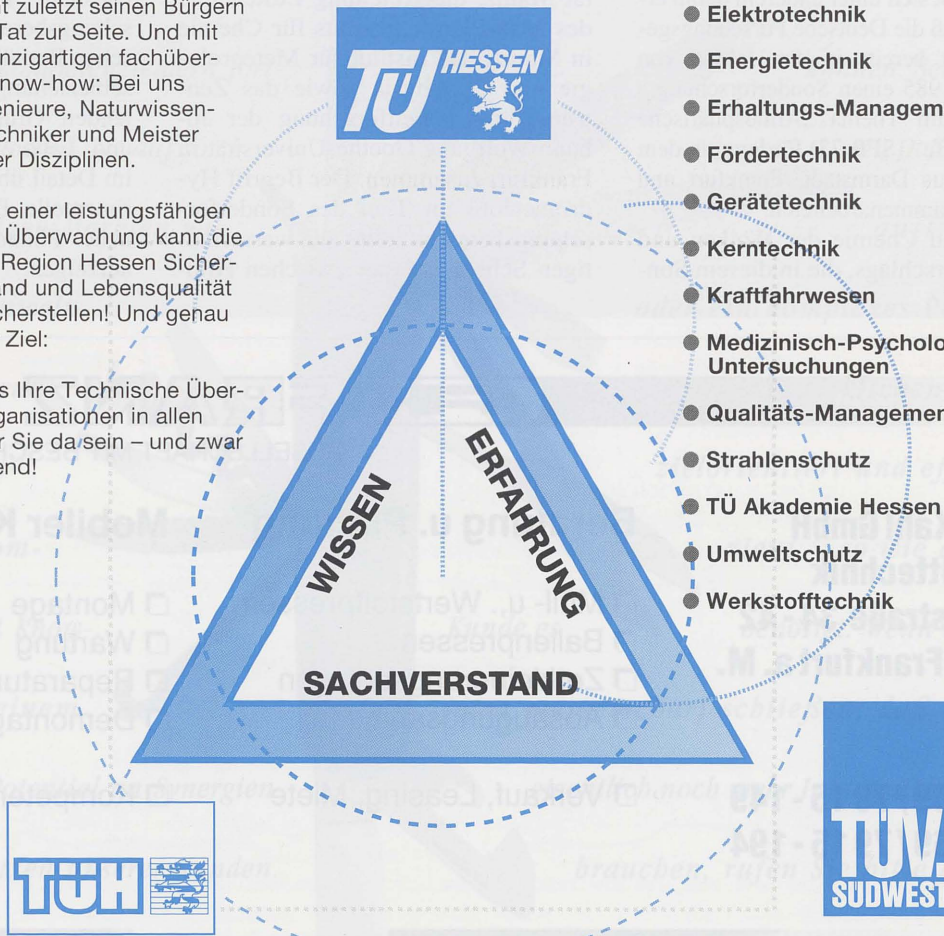 t zuletzt seinen Bürgern
Tat zur Seite. Und mit
nzigartigen fachüber-
now-how: Bei uns
enieure, Naturwissen-
chniker und Meister
er Disziplinen.
einer leistungsfähigen
Überwachung kann die
Region Hessen Sicher-
and und Lebensqualität
cherstellen! Und genau
Ziel:
s Ihre Technische Über-
ganisationen in allen
r Sie da sein – und zwar
end!
TÜ HESSEN
WISSEN
ERFAHRUNG
SACHVERSTAND
● Elektrotechnik
● Energietechnik
● Erhaltungs-Managem
● Fördertechnik
● Gerätetechnik
● Kerntechnik
● Kraftfahrwesen
● Medizinisch-Psycholo
Untersuchungen
● Qualitäts-Managemen
● Strahlenschutz
● TÜ Akademie Hessen
● Umweltschutz
● Werkstofftechnik
TÜH
TÜV
SÜDWEST